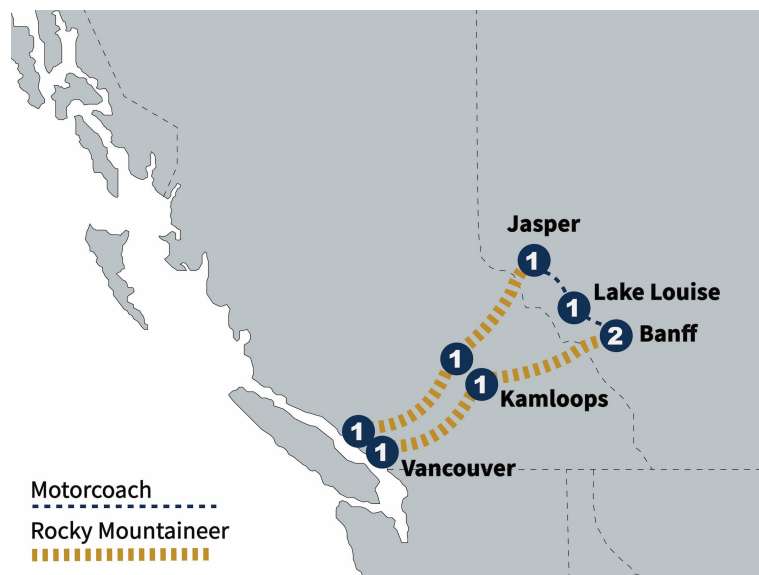 Jasper
1
Lake Louise
1
Banff
2
1
1
Kamloops
1
1
Vancouver
Motorcoach
Rocky Mountaineer